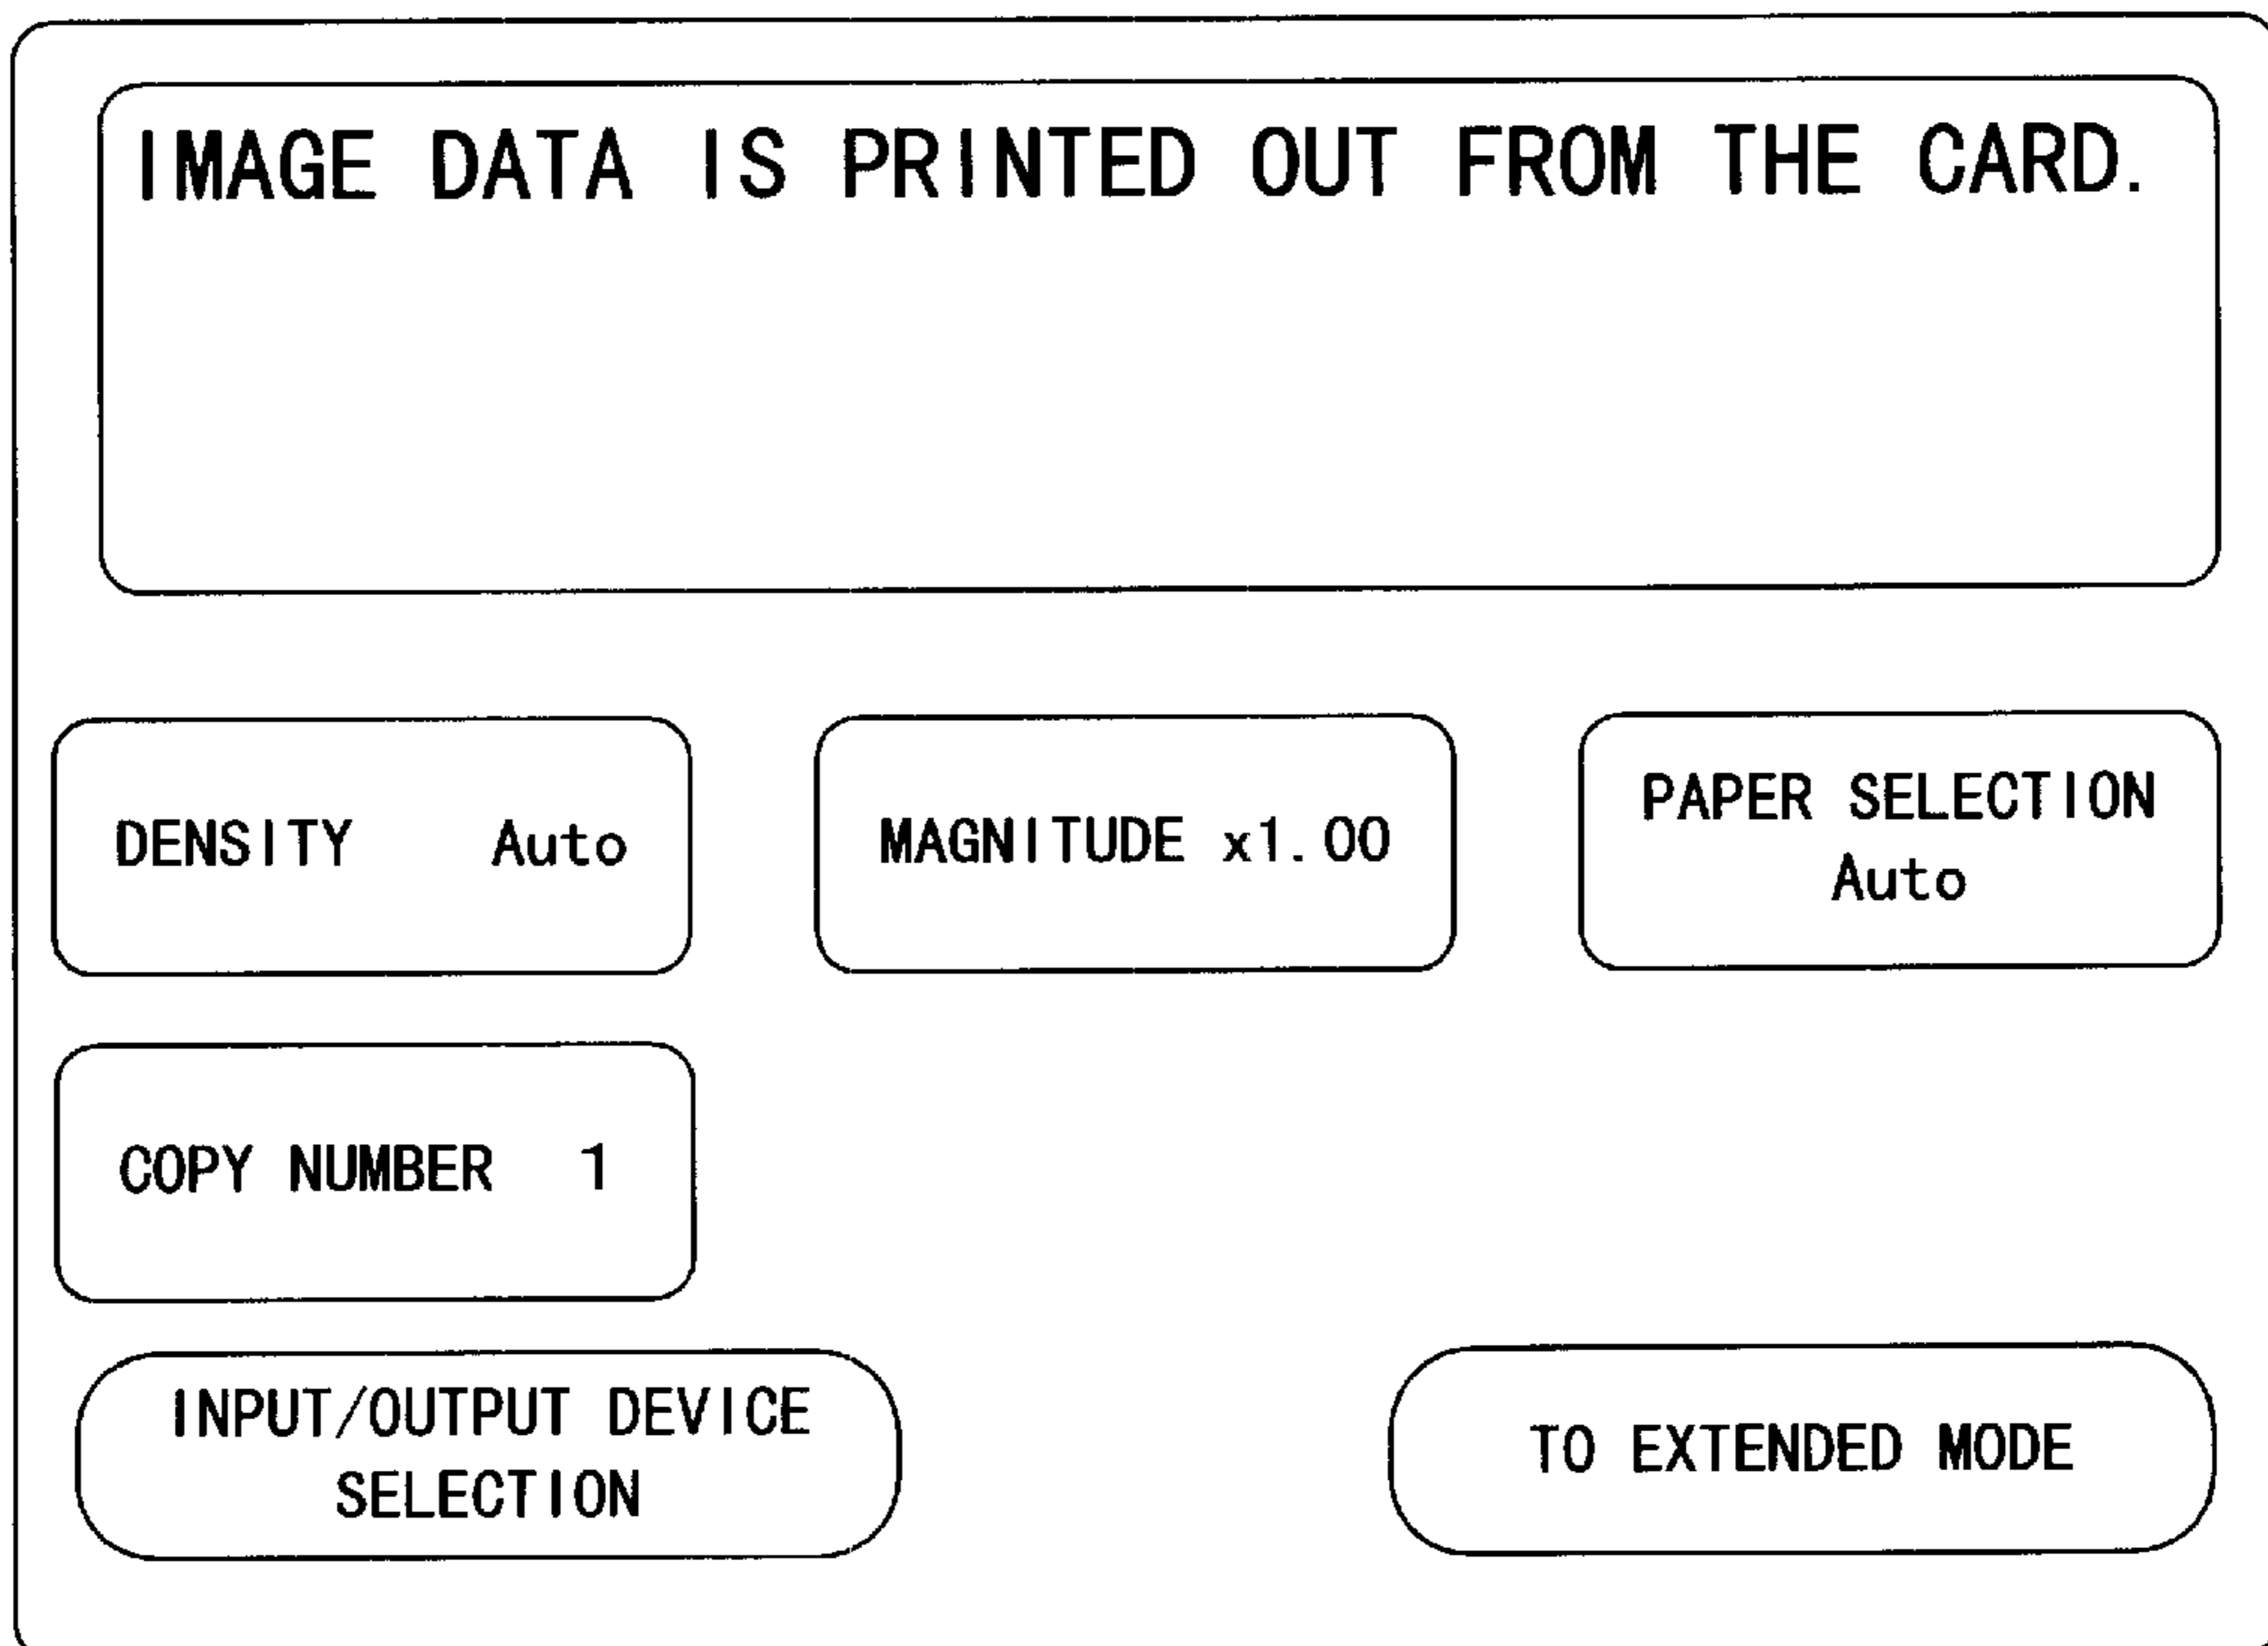 IMAGE DATA IS PRINTED OUT FROM THE CARD.
DENSITY Auto
MAGNITUDE x1.00
PAPER SELECTION
Auto
COPY NUMBER 1
INPUT/OUTPUT DEVICE
SELECTION
TO EXTENDED MODE